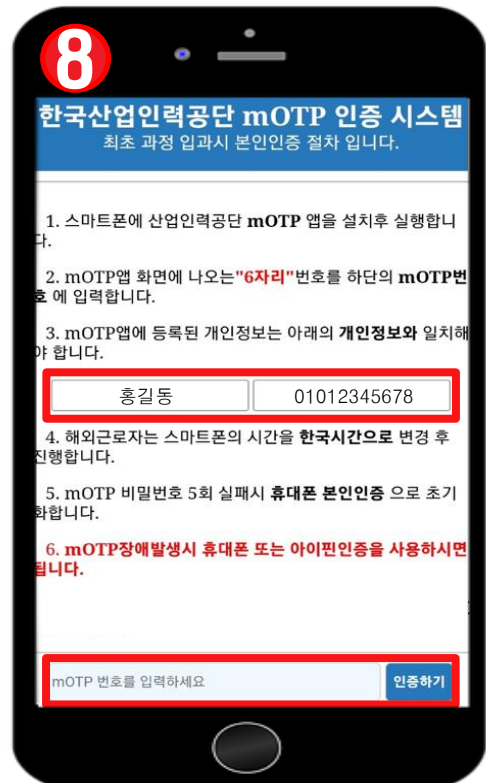 8
한국산업인력공단 mOTP 인증 시스템
최초 과정 입과시 본인인증 절차 입니다.
1. 스마트폰에 산업인력공단 mOTP 앱을 설치후 실행합니
다.
2. mOTP앱 화면에 나오는"6자리"번호를 하단의 mOTP번
호 에 입력합니다.
3. mOTP앱에 등록된 개인정보는 아래의 개인정보와 일치해
야 합니다.
홍길동 01012345678
4. 해외근로자는 스마트폰의 시간을 한국시간으로 변경 후
진행합니다.
5. mOTP 비밀번호 5회 실패시 휴대폰 본인인증 으로 초기
화합니다.
6. mOTP장애발생시 휴대폰 또는 아이핀인증을 사용하시면
됩니다.
mOTP 번호를 입력하세요 인증하기